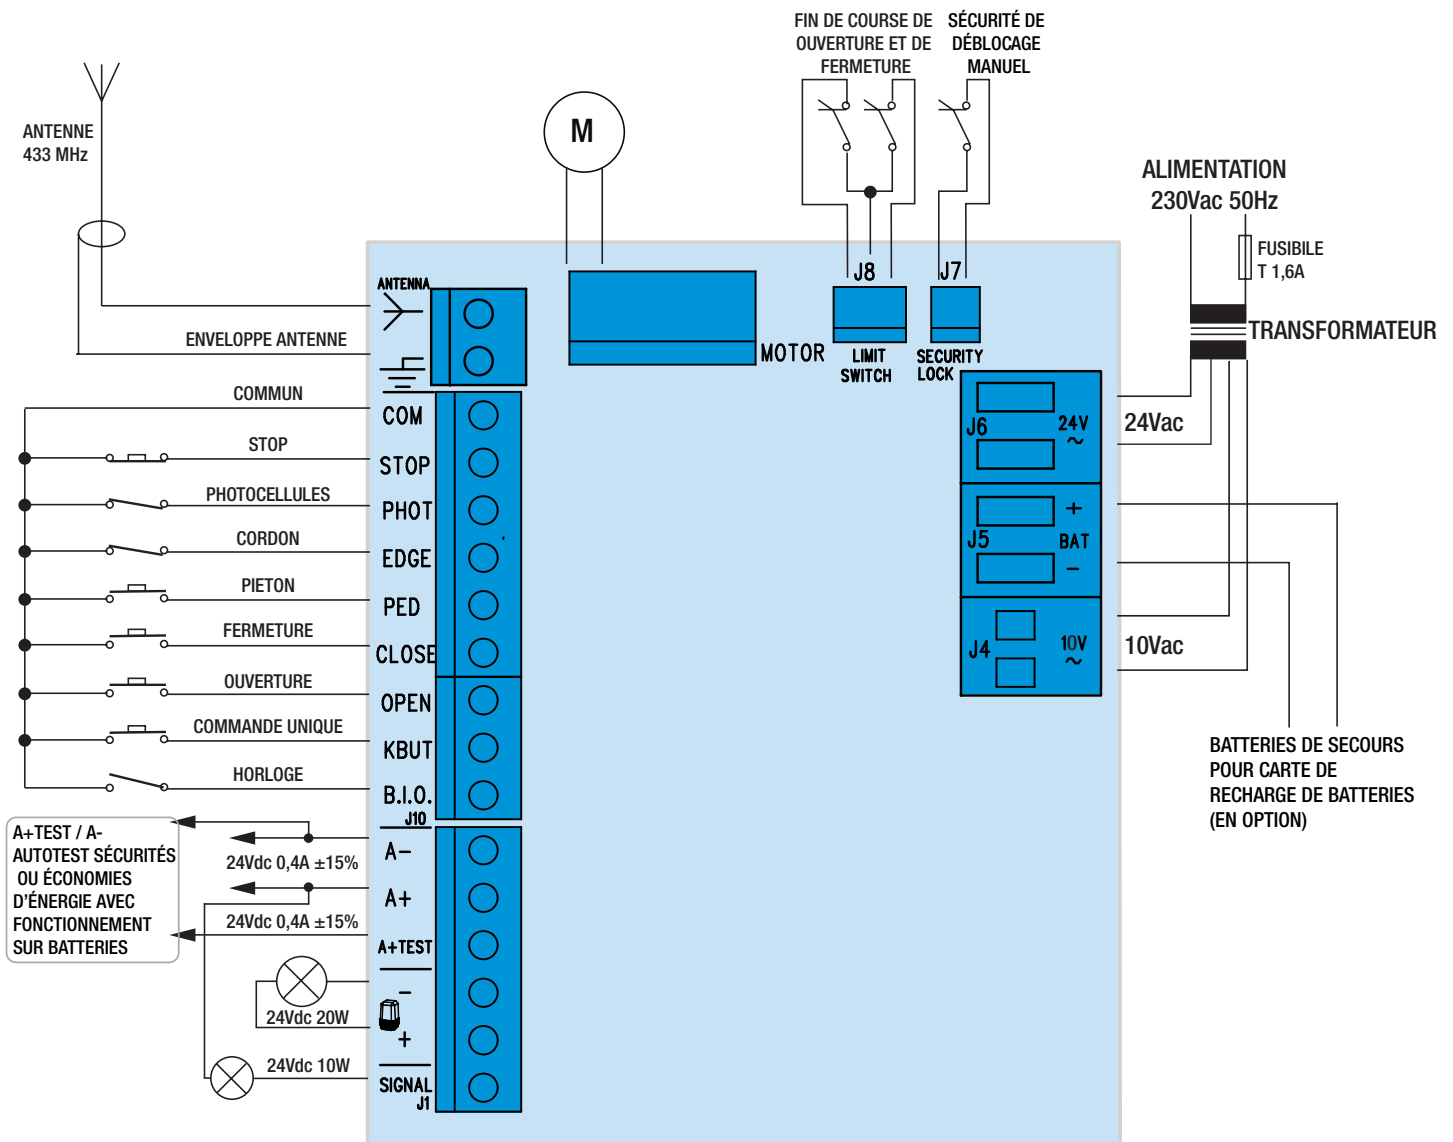 FIN DE COURSE DE
OUVERTURE ET DE
FERMETURE
SÉCURITÉ DE
DÉBLOCAGE
MANUEL
ANTENNE
433 MHz
M
ALIMENTATION
230Vac 50Hz
FUSIBILE
T 1,6A
TRANSFORMATEUR
ANTENNA
ENVELOPPE ANTENNE
MOTOR
J8
LIMIT
SWITCH
J7
SECURITY
LOCK
COMMUN
COM
STOP
STOP
PHOTOCELLULES
PHOT
CORDON
EDGE
PIETON
PED
FERMETURE
CLOSE
OUVERTURE
OPEN
COMMANDE UNIQUE
KBUT
HORLOGE
B.I.O.
J10
J6
24V
~
24Vac
J5
+
BAT
-
J4
10V
~
10Vac
BATTERIES DE SECOURS
POUR CARTE DE
RECHARGE DE BATTERIES
(EN OPTION)
A+TEST / A-
AUTOTEST SÉCURITÉS
OU ÉCONOMIES
D'ÉNERGIE AVEC
FONCTIONNEMENT
SUR BATTERIES
A-
24Vdc 0,4A ±15%
A+
24Vdc 0,4A ±15%
A+TEST
-
24Vdc 20W
+
24Vdc 10W
SIGNAL
J1